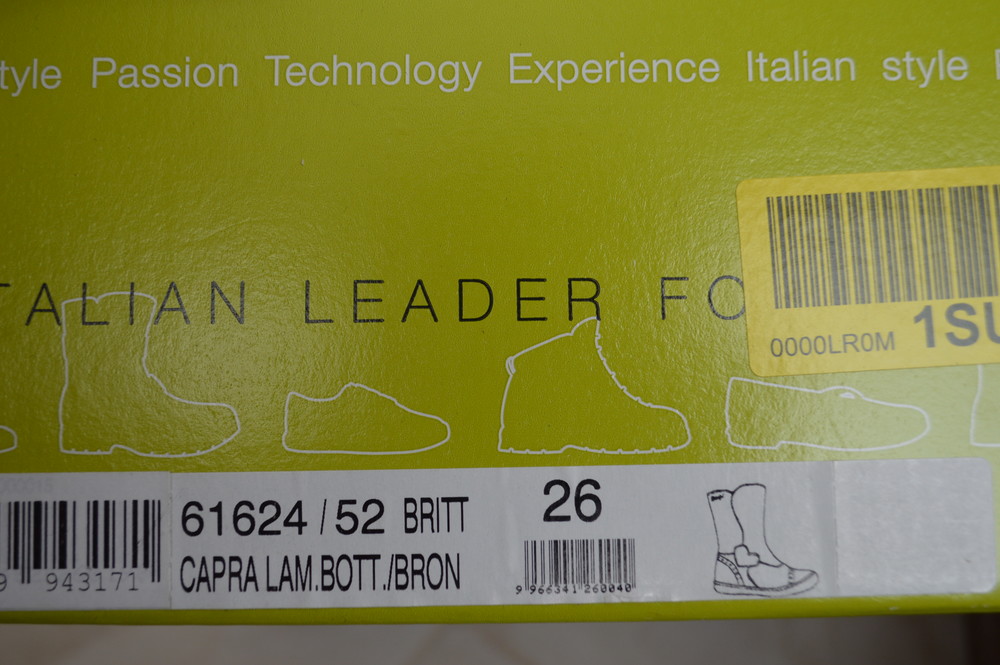 tyle Passion Technology Experience Italian style
TALIAN LEADER FO
0000LR0M 1SU
61624 / 52 BRITT 26
CAPRA LAM.BOTT./BRON
9 943171
9 966341 260040